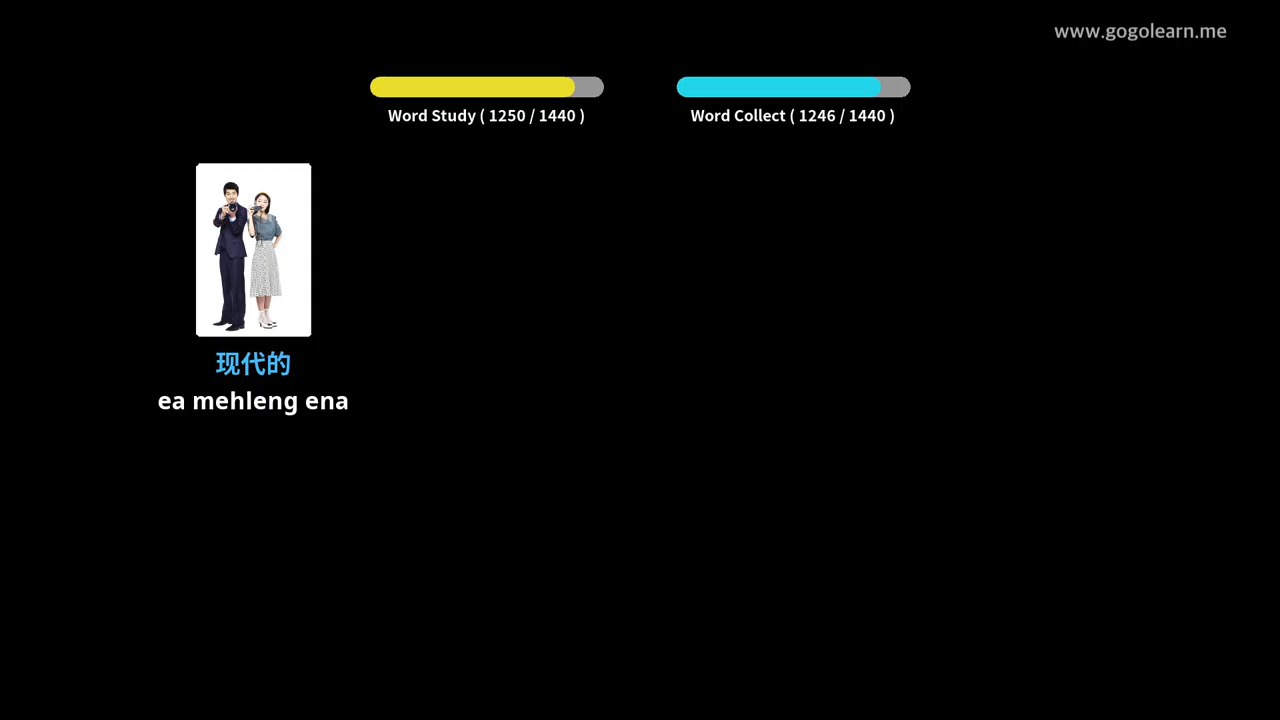 www.gogolearn.me
Word Study ( 1250 / 1440 )
Word Collect ( 1246 / 1440 )
现代的
ea mehleng ena